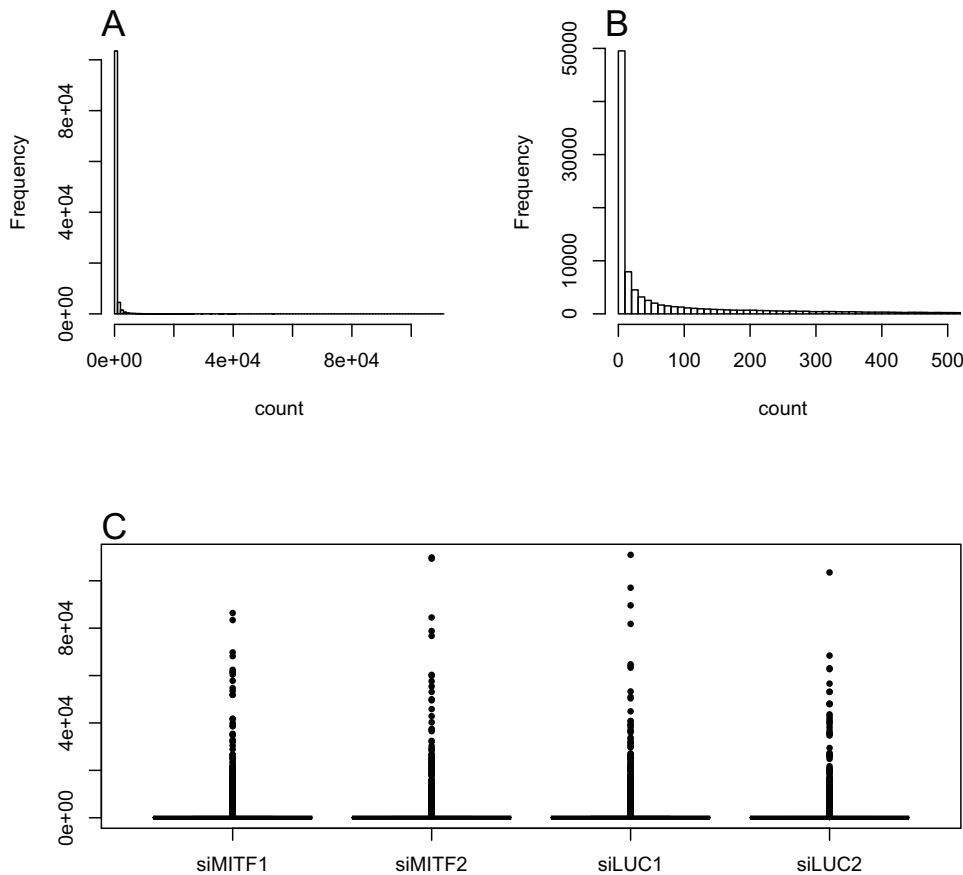 A
Frequency
8e+04
4e+04
0e+00
0e+00 4e+04 8e+04
count
B
Frequency
50000
30000
10000
0
0 100 200 300 400 500
count
C
8e+04
4e+04
0e+00
siMITF1 siMITF2 siLUC1 siLUC2